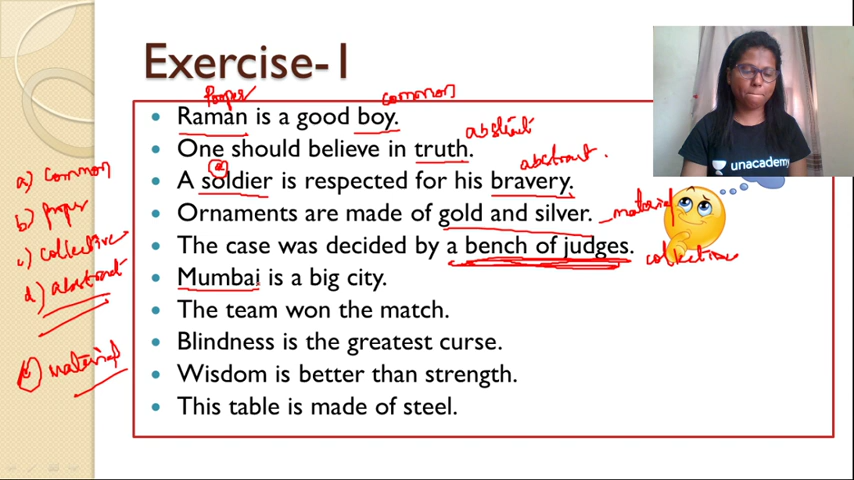 Exercise-1
Proper common
Raman is a good boy.
abstract
One should believe in truth.
(a) abstract.
A soldier is respected for his bravery.
Ornaments are made of gold and silver. material
The case was decided by a bench of judges.
collection
Mumbai is a big city.
The team won the match.
Blindness is the greatest curse.
Wisdom is better than strength.
This table is made of steel.
a) common
b) proper
c) collective
d) abstract
material
unacademy